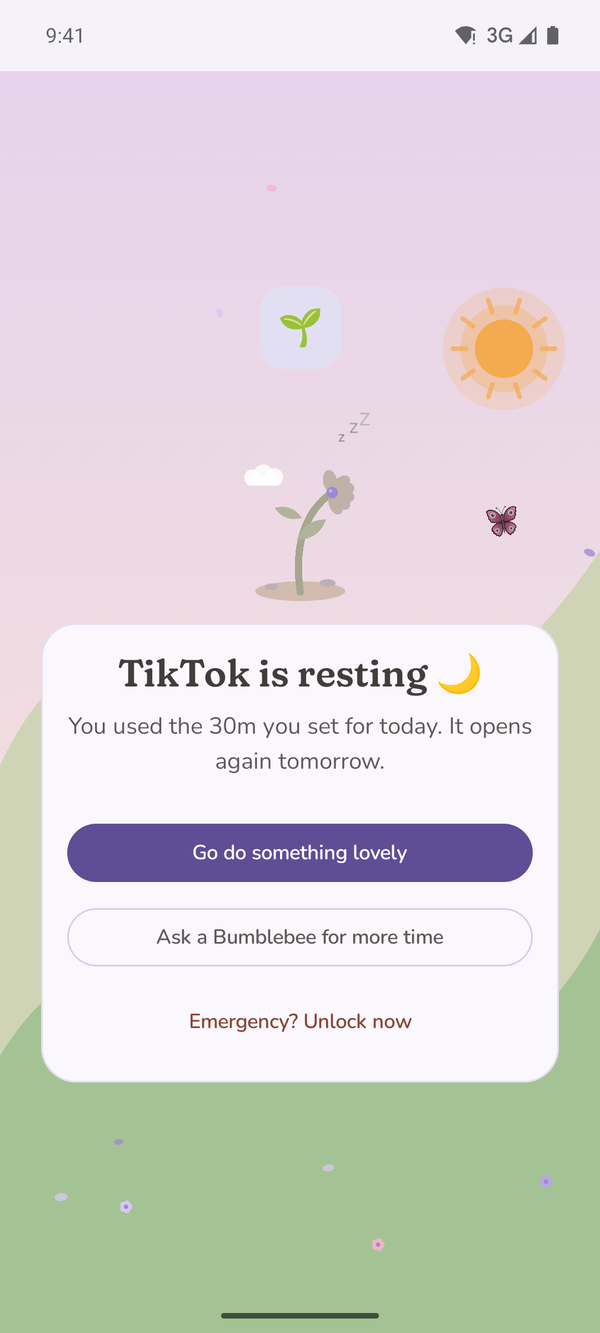 9:41
3G
z z Z
TikTok is resting 🌙
You used the 30m you set for today. It opens
again tomorrow.
Go do something lovely
Ask a Bumblebee for more time
Emergency? Unlock now